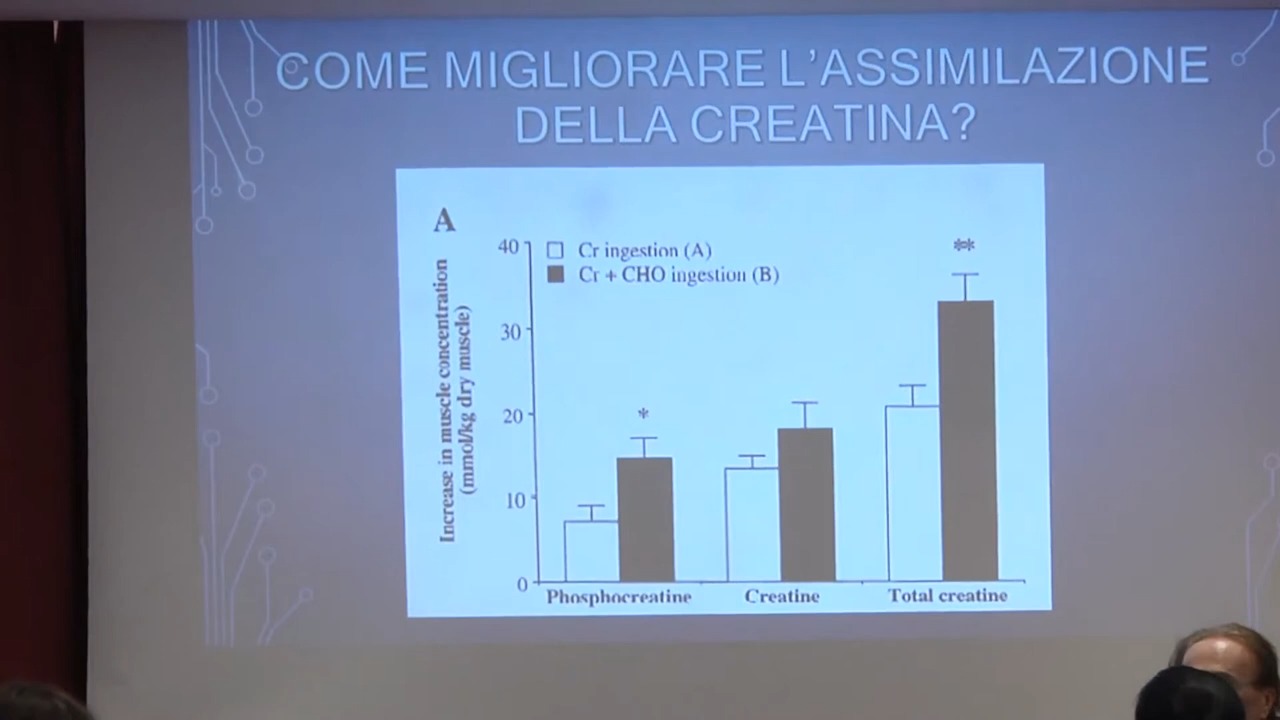 COME MIGLIORARE L'ASSIMILAZIONE
DELLA CREATINA?
A
Increase in muscle concentration
(mmol/kg dry muscle)
40
30
20
10
0
Cr ingestion (A)
Cr + CHO ingestion (B)
*
**
Phosphocreatine
Creatine
Total creatine